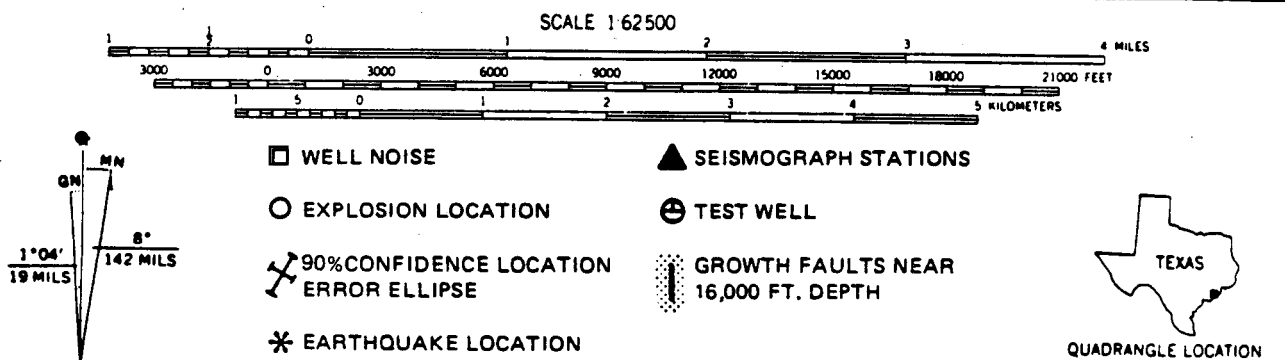 SCALE 1:62500
1 5 0 1 2 3 4 MILES
3000 0 3000 6000 9000 12000 15000 18000 21000 FEET
1 5 0 1 2 3 4 5 KILOMETERS
MN
GN
1°04'
19 MILS
8°
142 MILS
WELL NOISE
EXPLOSION LOCATION
90% CONFIDENCE LOCATION
ERROR ELLIPSE
EARTHQUAKE LOCATION
SEISMOGRAPH STATIONS
TEST WELL
GROWTH FAULTS NEAR
16,000 FT. DEPTH
TEXAS
QUADRANGLE LOCATION